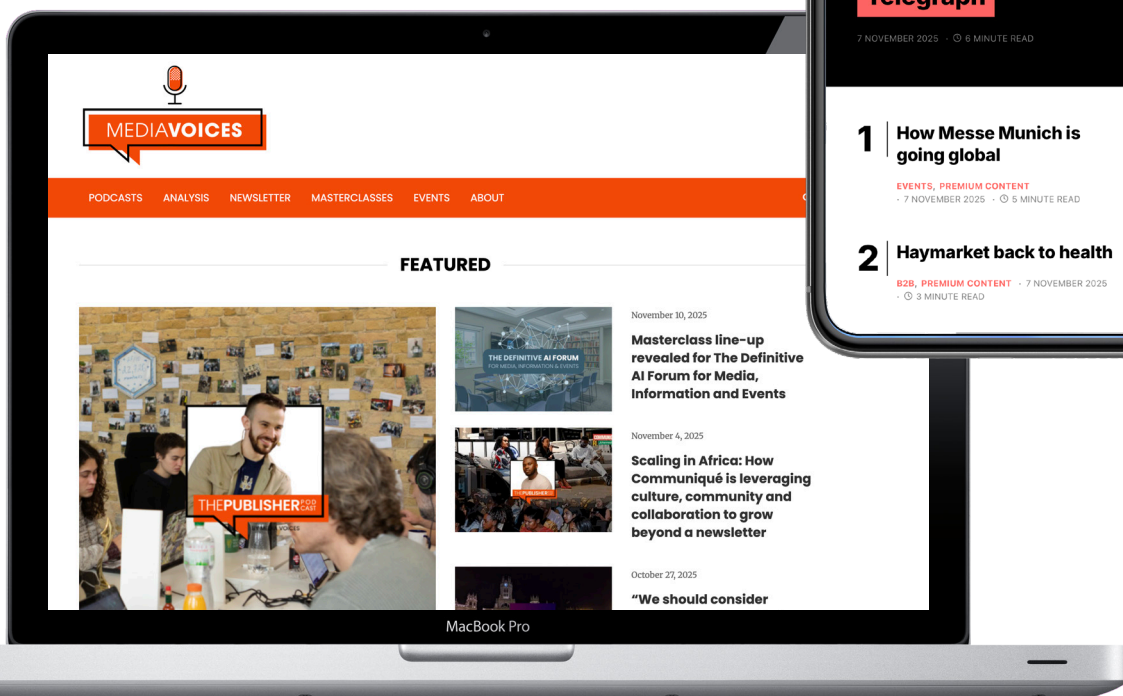 MEDIAVOICES
PODCASTS ANALYSIS NEWSLETTER MASTERCLASSES EVENTS ABOUT
FEATURED
THEPUBLISHER POD
CAST
VOICES
THE DEFINITIVE AI FORUM
FOR MEDIA, INFORMATION & EVENTS
November 10, 2025
Masterclass line-up
revealed for The Definitive
AI Forum for Media,
Information and Events
THEPUBLISHER
November 4, 2025
Scaling in Africa: How
Communiqué is leveraging
culture, community and
collaboration to grow
beyond a newsletter
October 27, 2025
“We should consider
MacBook Pro
Telegraph
7 NOVEMBER 2025 · 6 MINUTE READ
1 How Messe Munich is
going global
EVENTS, PREMIUM CONTENT
· 7 NOVEMBER 2025 · 5 MINUTE READ
2 Haymarket back to health
B2B, PREMIUM CONTENT · 7 NOVEMBER 2025
· 3 MINUTE READ